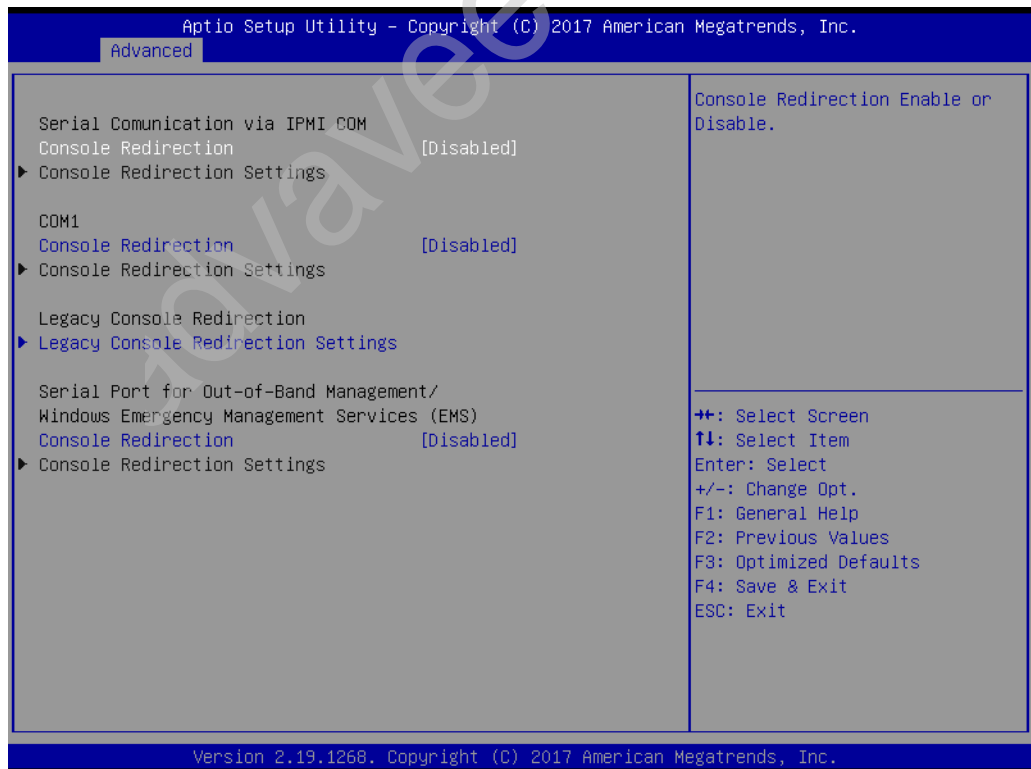 Aptio Setup Utility – Copyright (C) 2017 American Megatrends, Inc.
Advanced
Serial Comunication via IPMI COM
Console Redirection [Disabled]
▶ Console Redirection Settings
COM1
Console Redirection [Disabled]
▶ Console Redirection Settings
Legacy Console Redirection
▶ Legacy Console Redirection Settings
Serial Port for Out-of-Band Management/
Windows Emergency Management Services (EMS)
Console Redirection [Disabled]
▶ Console Redirection Settings
Console Redirection Enable or
Disable.
→←: Select Screen
↑↓: Select Item
Enter: Select
+/-: Change Opt.
F1: General Help
F2: Previous Values
F3: Optimized Defaults
F4: Save & Exit
ESC: Exit
Version 2.19.1268. Copyright (C) 2017 American Megatrends, Inc.